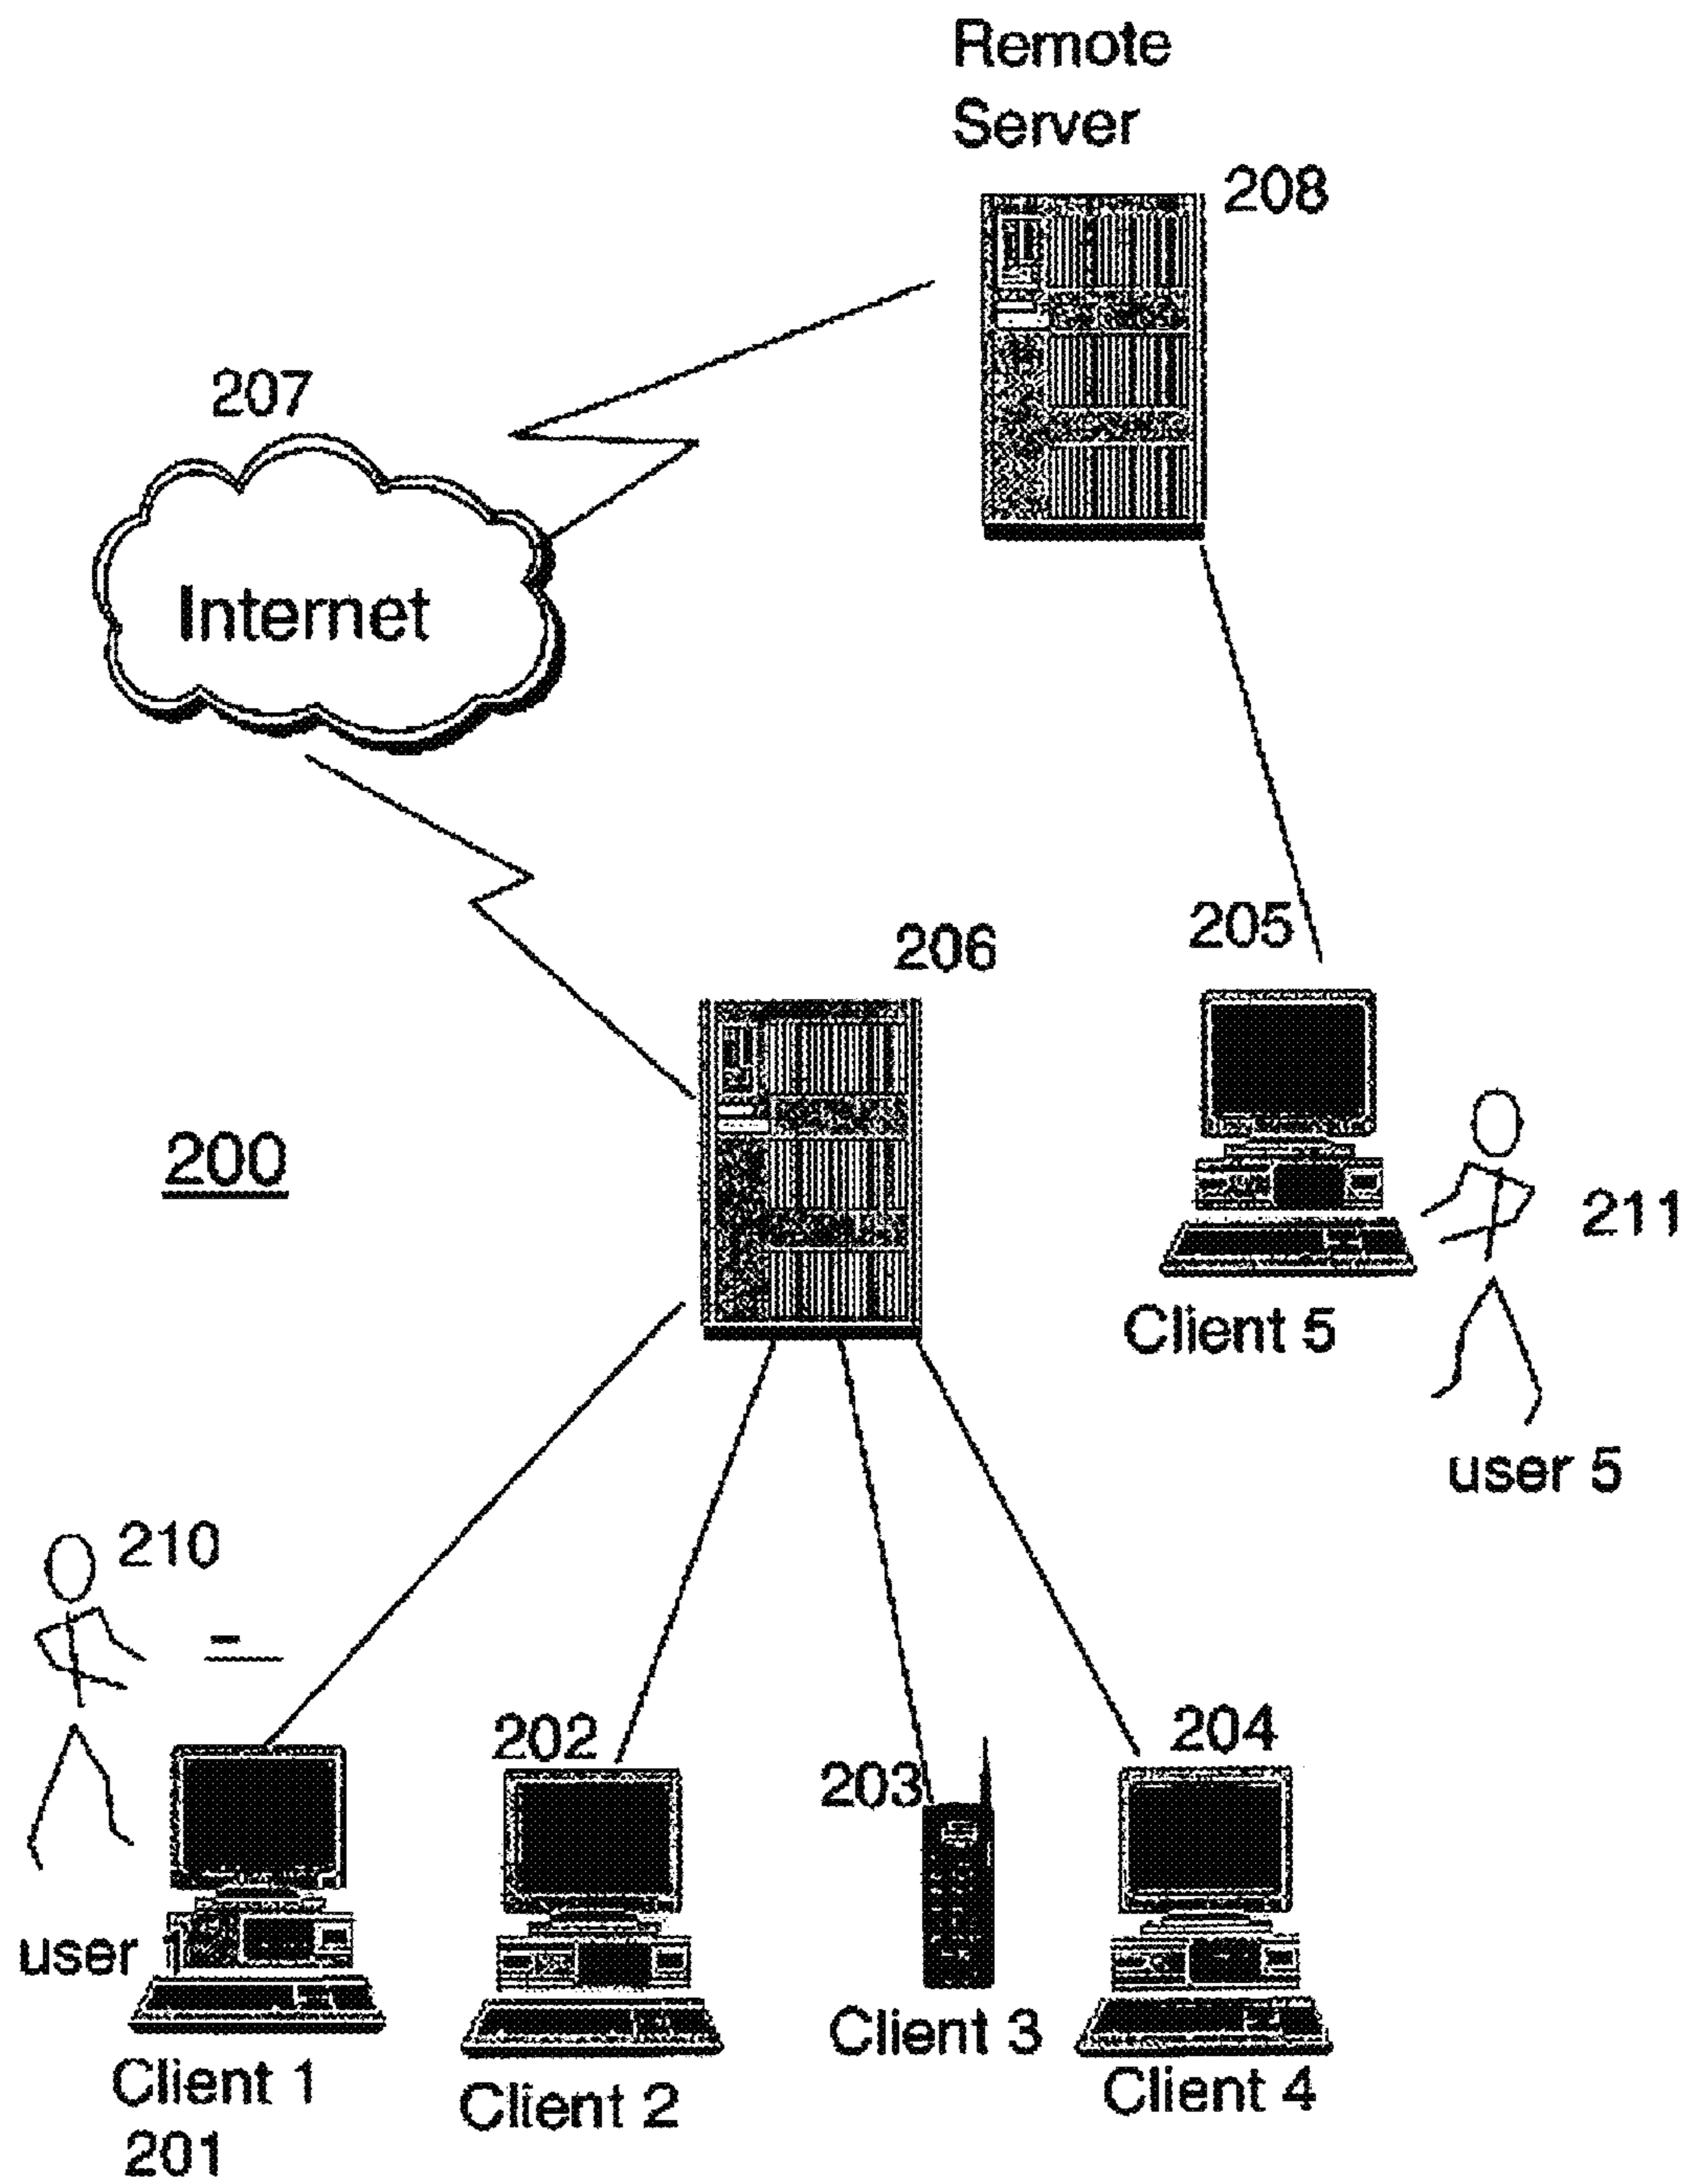 Remote
Server
208
207
Internet
206
205
200
211
Client 5
user 5
210
202
204
203
user
Client 1
201
Client 2
Client 3
Client 4